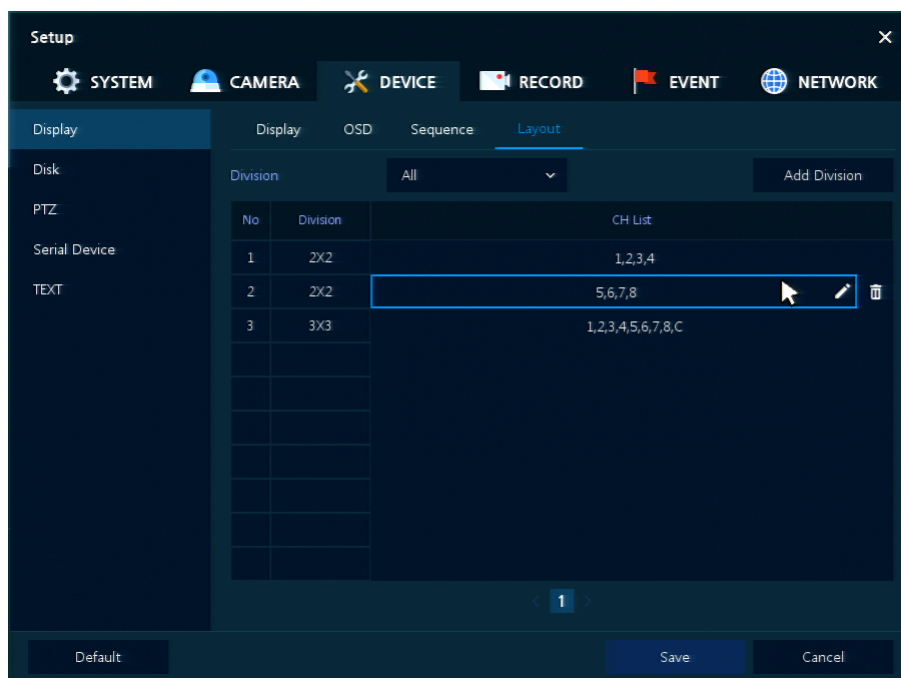 Setup
SYSTEM CAMERA DEVICE RECORD EVENT NETWORK
Display
Disk
PTZ
Serial Device
TEXT
Display OSD Sequence Layout
Division All Add Division
No Division CH List
1 2X2 1,2,3,4
2 2X2 5,6,7,8
3 3X3 1,2,3,4,5,6,7,8,C
< 1 >
Default Save Cancel